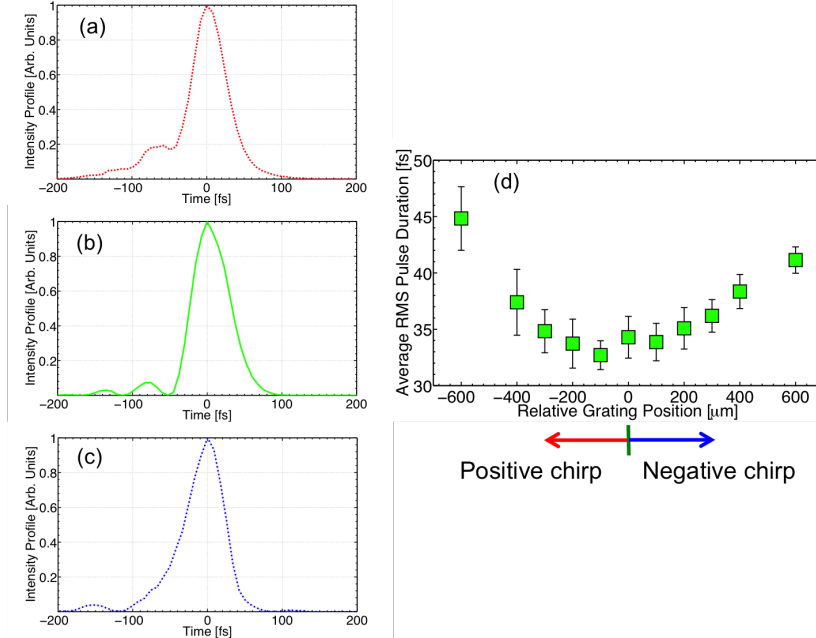 (a)
Intensity Profile [Arb. Units]
1
0.8
0.6
0.4
0.2
−200 −100 0 100 200
Time [fs]
(b)
Intensity Profile [Arb. Units]
1
0.8
0.6
0.4
0.2
−200 −100 0 100 200
Time [fs]
(c)
Intensity Profile [Arb. Units]
1
0.8
0.6
0.4
0.2
−200 −100 0 100 200
Time [fs]
(d)
Average RMS Pulse Duration [fs]
50
45
40
35
30
−600 −400 −200 0 200 400 600
Relative Grating Position [μm]
Positive chirp Negative chirp